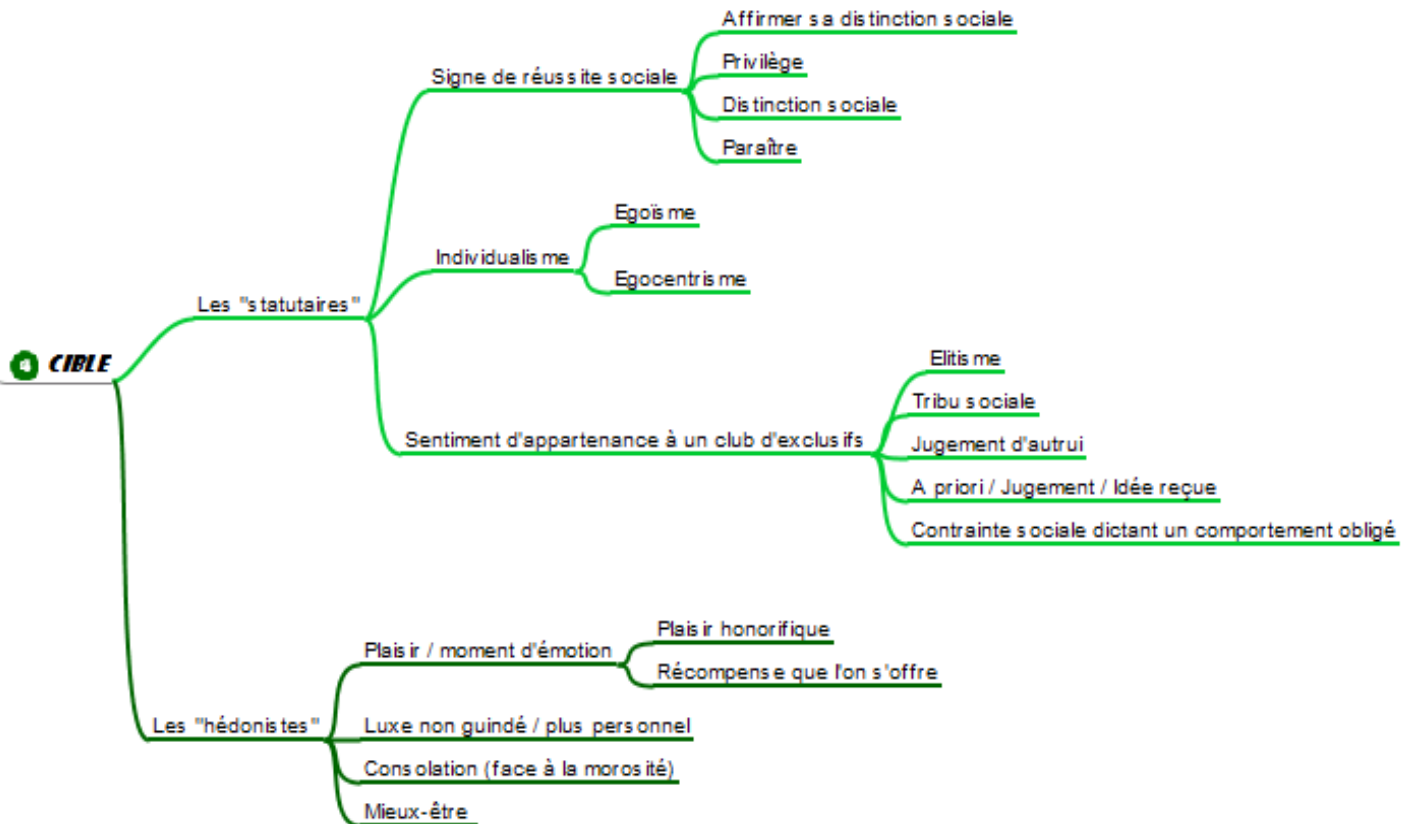 4 CIBLE
Les "statutaires"
Signe de réussite sociale
Affirmer sa distinction sociale
Privilège
Distinction sociale
Paraître
Individualisme
Egoïsme
Egocentrisme
Sentiment d'appartenance à un club d'exclusifs
Elitisme
Tribu sociale
Jugement d'autrui
A priori / Jugement / Idée reçue
Contrainte sociale dictant un comportement obligé
Les "hédonistes"
Plaisir / moment d'émotion
Plaisir honorifique
Récompense que l'on s'offre
Luxe non guindé / plus personnel
Consolation (face à la morosité)
Mieux-être